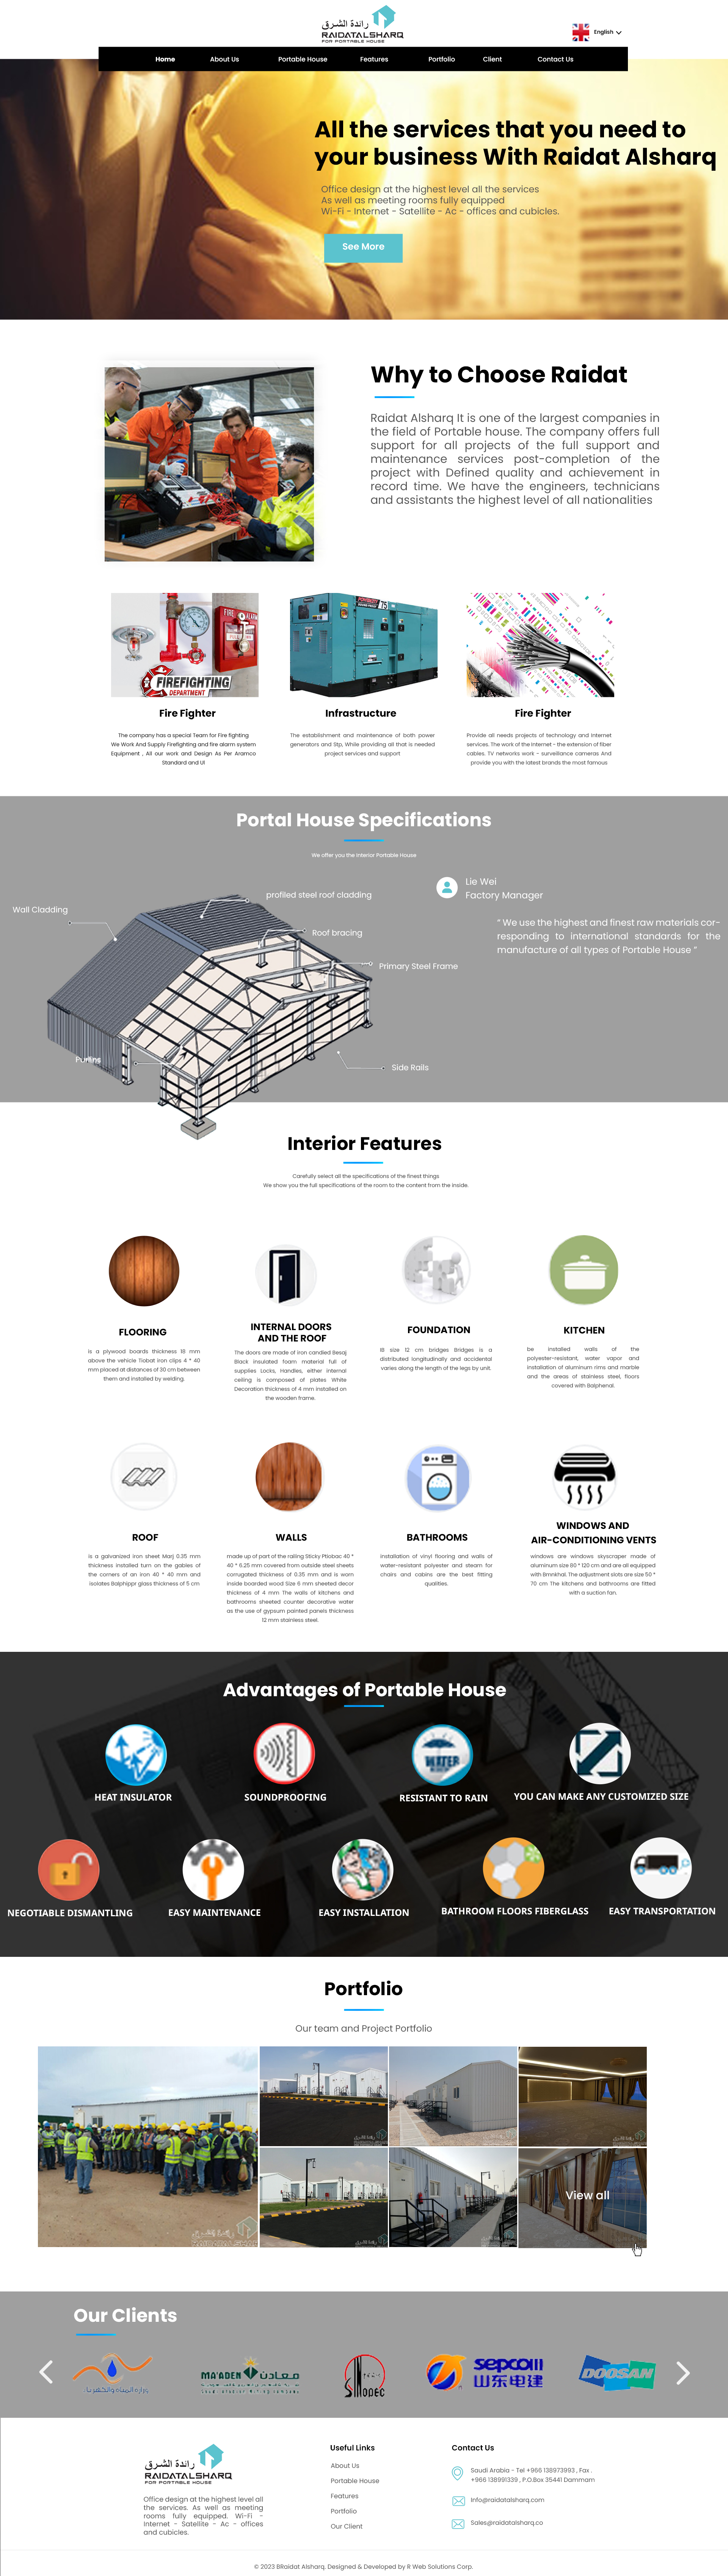 رائدة الشرق
RAIDATALSHARQ
FOR PORTABLE HOUSE
English
Home About Us Portable House Features Portfolio Client Contact Us
All the services that you need to
your business With Raidat Alsharq
Office design at the highest level all the services
As well as meeting rooms fully equipped
Wi-Fi - Internet - Satellite - Ac - offices and cubicles.
See More
Why to Choose Raidat
Raidat Alsharq It is one of the largest companies in
the field of Portable house. The company offers full
support for all projects of the full support and
maintenance services post-completion of the
project with Defined quality and achievement in
record time. We have the engineers, technicians
and assistants the highest level of all nationalities
FIRE
FIREFIGHTING
DEPARTMENT
75
Fire Fighter
The company has a special Team for Fire fighting
We Work And Supply Firefighting and fire alarm system
Equipment , All our work and Design As Per Aramco
Standard and Ul
Infrastructure
The establishment and maintenance of both power
generators and Stp, While providing all that is needed
project services and support
Fire Fighter
Provide all needs projects of technology and Internet
services. The work of the Internet - the extension of fiber
cables. TV networks work - surveillance cameras And
provide you with the latest brands the most famous
Portal House Specifications
We offer you the Interior Portable House
Wall Cladding
profiled steel roof cladding
Roof bracing
Primary Steel Frame
Purlins
Side Rails
Lie Wei
Factory Manager
“ We use the highest and finest raw materials cor-
responding to international standards for the
manufacture of all types of Portable House ”
Interior Features
Carefully select all the specifications of the finest things
We show you the full specifications of the room to the content from the inside.
FLOORING
is a plywood boards thickness 18 mm
above the vehicle Tiobat iron clips 4 * 40
mm placed at distances of 30 cm between
them and installed by welding.
INTERNAL DOORS
AND THE ROOF
The doors are made of iron candied Besaj
Black insulated foam material full of
supplies Locks, Handles, either internal
ceiling is composed of plates White
Decoration thickness of 4 mm installed on
the wooden frame.
FOUNDATION
I8 size 12 cm bridges Bridges is a
distributed longitudinally and accidental
varies along the length of the legs by unit.
KITCHEN
be installed walls of the
polyester-resistant, water vapor and
installation of aluminum rims and marble
and the areas of stainless steel, floors
covered with Balphenal.
ROOF
is a galvanized iron sheet Marj 0.35 mm
thickness installed turn on the gables of
the corners of an iron 40 * 40 mm and
isolates Balphippr glass thickness of 5 cm
WALLS
made up of part of the railing Sticky Ptiobac 40 *
40 * 6.25 mm covered from outside steel sheets
corrugated thickness of 0.35 mm and is worn
inside boarded wood Size 6 mm sheeted decor
thickness of 4 mm The walls of kitchens and
bathrooms sheeted counter decorative water
as the use of gypsum painted panels thickness
12 mm stainless steel.
BATHROOMS
installation of vinyl flooring and walls of
water-resistant polyester and steam for
chairs and cabins are the best fitting
qualities.
WINDOWS AND
AIR-CONDITIONING VENTS
windows are windows skyscraper made of
aluminum size 80 * 120 cm and are all equipped
with Bmnkhol. The adjustment slots are size 50 *
70 cm The kitchens and bathrooms are fitted
with a suction fan.
Advantages of Portable House
WATER
HEAT INSULATOR
SOUNDPROOFING
RESISTANT TO RAIN
YOU CAN MAKE ANY CUSTOMIZED SIZE
NEGOTIABLE DISMANTLING
EASY MAINTENANCE
EASY INSTALLATION
BATHROOM FLOORS FIBERGLASS
EASY TRANSPORTATION
Portfolio
Our team and Project Portfolio
View all
Our Clients
وزارة المياه والكهرباء
MA'ADEN معادن
SINOPEC
sepcoIII
山东电建
DOOSAN
رائدة الشرق
RAIDATALSHARQ
FOR PORTABLE HOUSE
Office design at the highest level all
the services. As well as meeting
rooms fully equipped. Wi-Fi -
Internet - Satellite - Ac - offices
and cubicles.
Useful Links
About Us
Portable House
Features
Portfolio
Our Client
Contact Us
Saudi Arabia - Tel +966 138973993 , Fax .
+966 138991339 , P.O.Box 35441 Dammam
Info@raidatalsharq.com
Sales@raidatalsharq.co
© 2023 BRaidat Alsharq. Designed & Developed by R Web Solutions Corp.